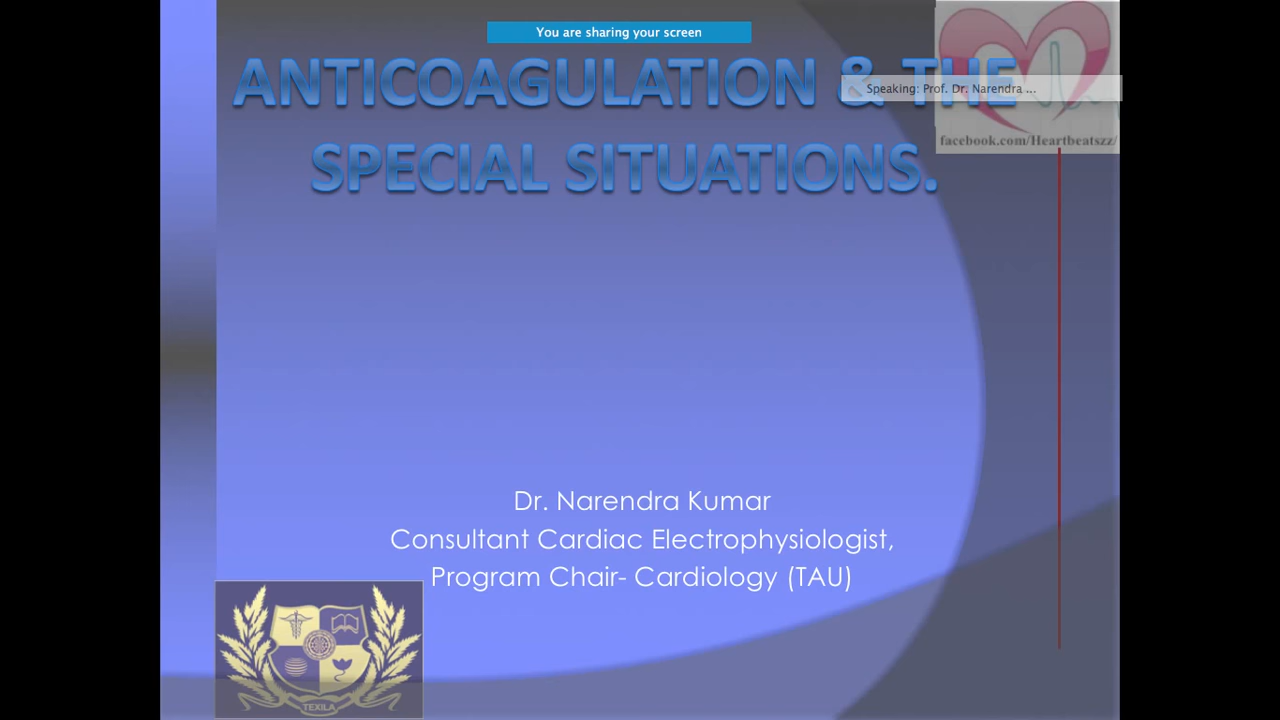 You are sharing your screen
ANTICOAGULATION & THE
Speaking: Prof. Dr. Narendra ...
facebook.com/Heartbeatszz/
SPECIAL SITUATIONS.
Dr. Narendra Kumar
Consultant Cardiac Electrophysiologist,
Program Chair- Cardiology (TAU)
TEXILA